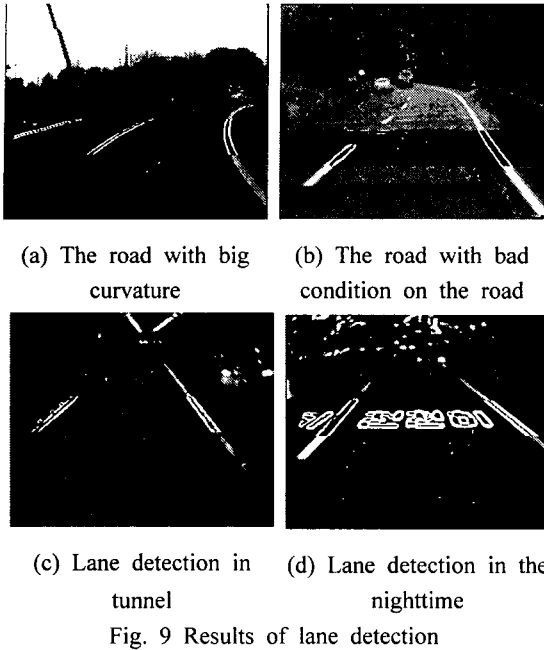 (a) The road with big
curvature
(b) The road with bad
condition on the road
(c) Lane detection in
tunnel
(d) Lane detection in the
nighttime
Fig. 9 Results of lane detection